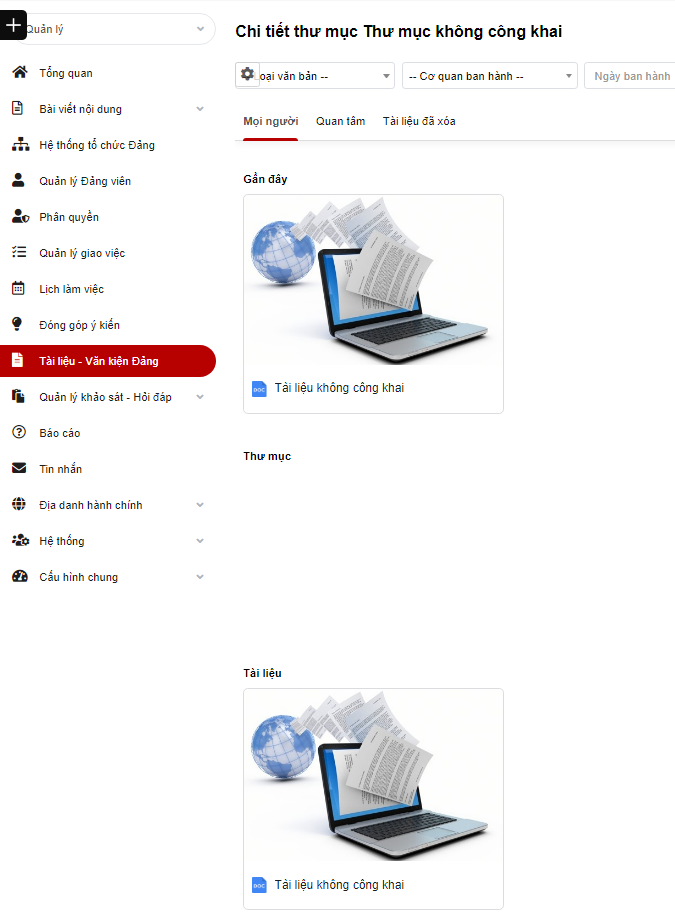 Quản lý
Tổng quan
Bài viết nội dung
Hệ thống tổ chức Đảng
Quản lý Đảng viên
Phân quyền
Quản lý giao việc
Lịch làm việc
Đóng góp ý kiến
Tài liệu - Văn kiện Đảng
Quản lý khảo sát - Hỏi đáp
Báo cáo
Tin nhắn
Địa danh hành chính
Hệ thống
Cấu hình chung
Chi tiết thư mục Thư mục không công khai
oại văn bản -- -- Cơ quan ban hành -- Ngày ban hành
Mọi người Quan tâm Tài liệu đã xóa
Gần đây
DOC Tài liệu không công khai
Thư mục
Tài liệu
DOC Tài liệu không công khai